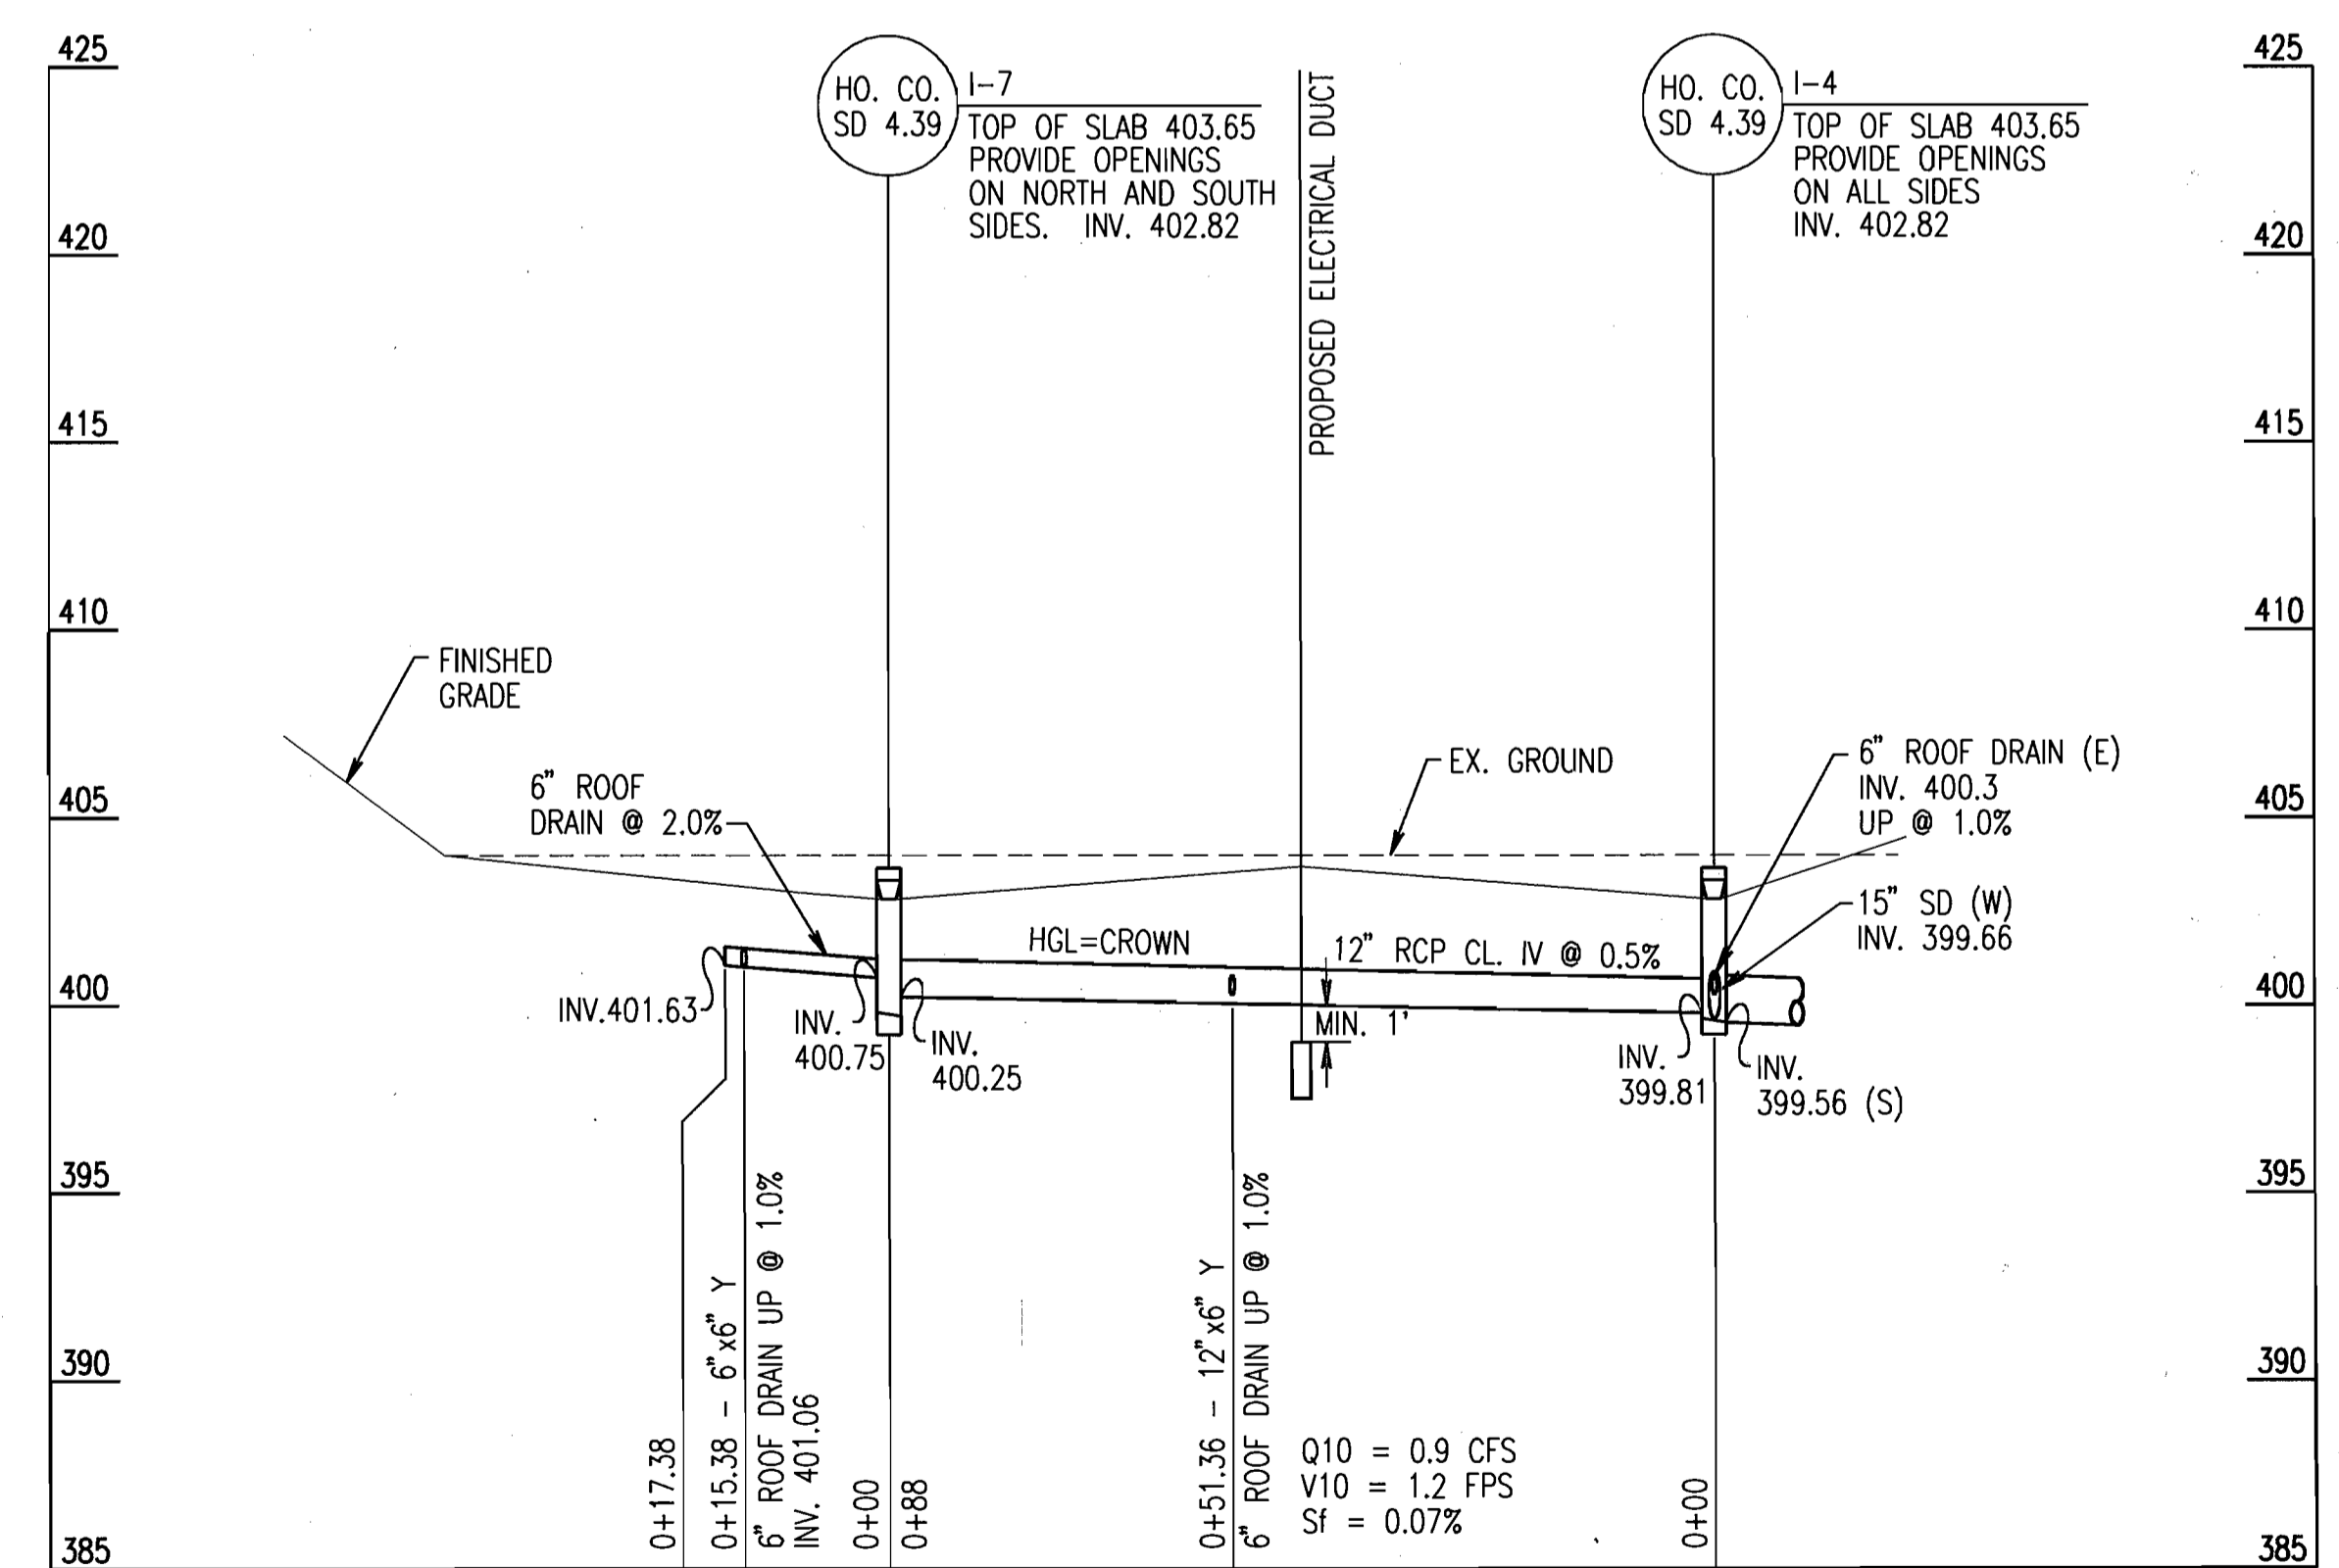 425
420
415
410
405
400
395
390
385
HO. CO.
SD 4.39
I-7
TOP OF SLAB 403.65
PROVIDE OPENINGS
ON NORTH AND SOUTH
SIDES. INV. 402.82
PROPOSED ELECTRICAL DUCT
HO. CO.
SD 4.39
I-4
TOP OF SLAB 403.65
PROVIDE OPENINGS
ON ALL SIDES
INV. 402.82
425
420
415
410
405
400
395
390
385
FINISHED
GRADE
6" ROOF
DRAIN @ 2.0%
EX. GROUND
6" ROOF DRAIN (E)
INV. 400.3
UP @ 1.0%
15" SD (W)
INV. 399.66
HGL=CROWN
12" RCP CL. IV @ 0.5%
INV.401.63
INV.
400.75
INV.
400.25
MIN. 1'
INV.
399.81
INV.
399.56 (S)
0+17.38
0+15.38 - 6"x6" Y
6" ROOF DRAIN UP @ 1.0%
INV. 401.06
0+00
0+88
0+51.36 - 12"x6" Y
6" ROOF DRAIN UP @ 1.0%
Q10 = 0.9 CFS
V10 = 1.2 FPS
Sf = 0.07%
0+00